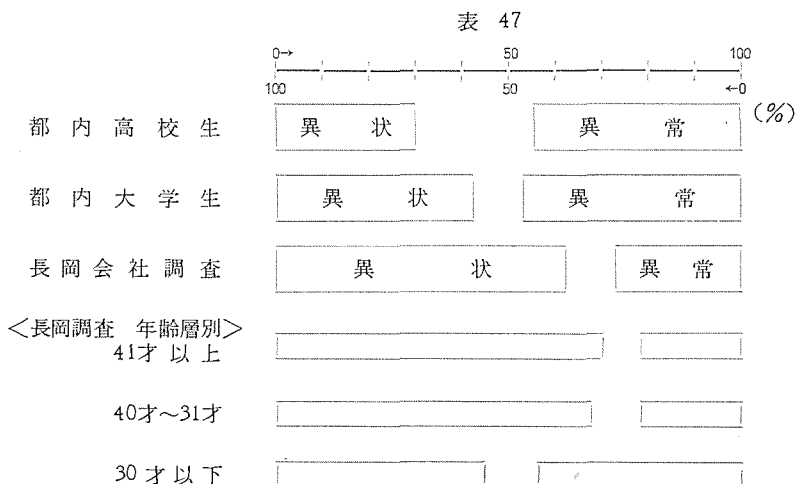 表 47
0→ 50 100
100 50 ←0
(%)
都内高校生 異状 異常
都内大学生 異状 異常
長岡会社調査 異状 異常
<長岡調査 年齢層別>
41才以上
40才~31才
30才以下